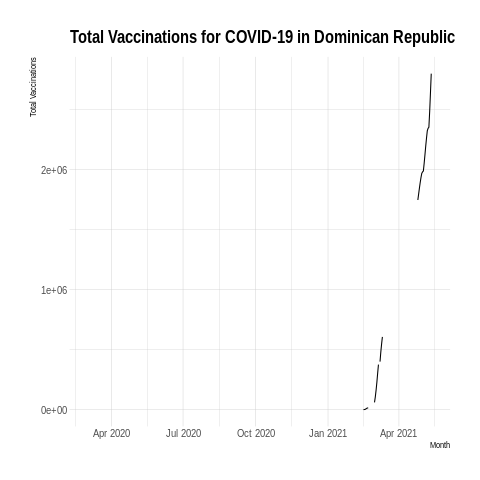 Total Vaccinations for COVID-19 in Dominican Republic
Total Vaccinations
2e+06
1e+06
0e+00
Apr 2020 Jul 2020 Oct 2020 Jan 2021 Apr 2021
Month